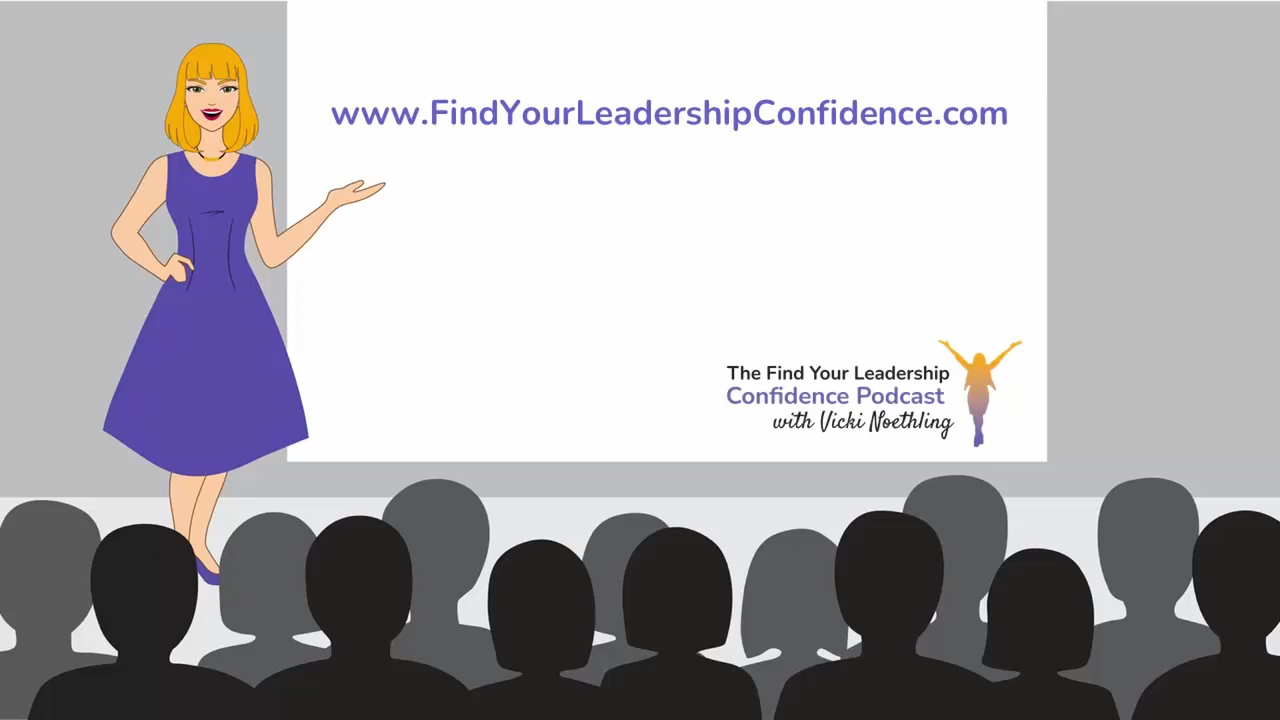 www.FindYourLeadershipConfidence.com
The Find Your Leadership
Confidence Podcast
with Vicki Noethling